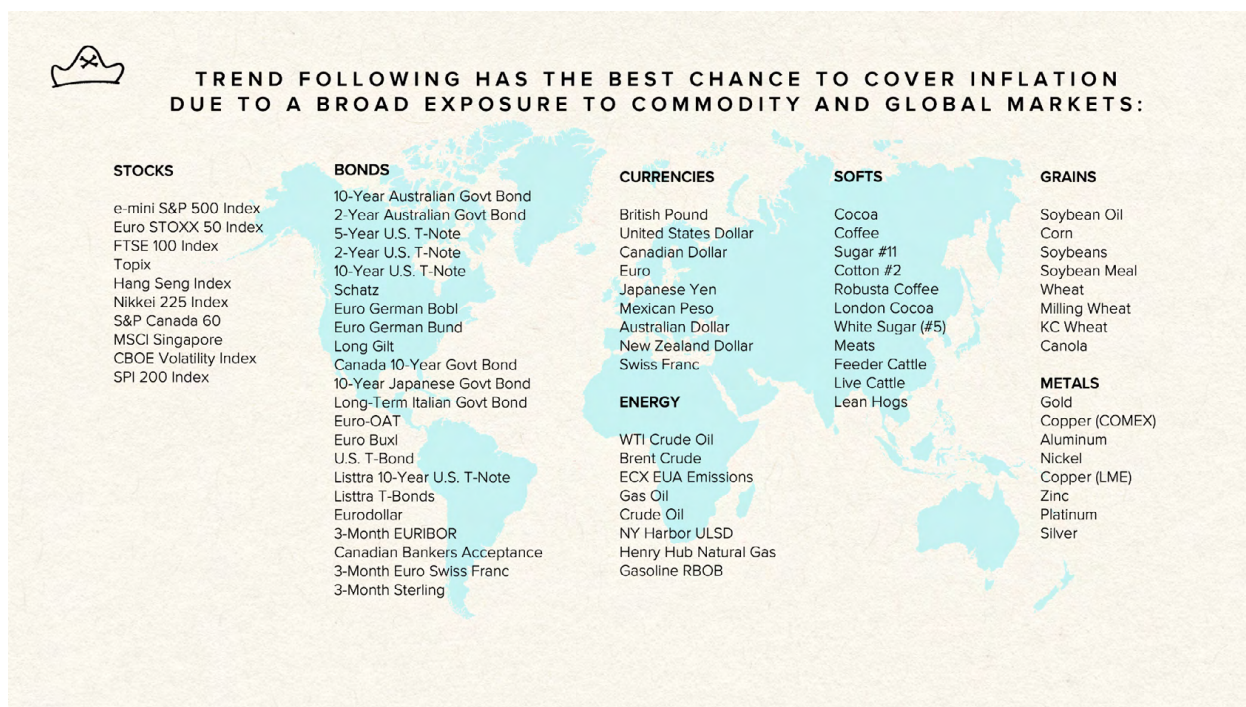 TREND FOLLOWING HAS THE BEST CHANCE TO COVER INFLATION
DUE TO A BROAD EXPOSURE TO COMMODITY AND GLOBAL MARKETS:
STOCKS
e-mini S&P 500 Index
Euro STOXX 50 Index
FTSE 100 Index
Topix
Hang Seng Index
Nikkei 225 Index
S&P Canada 60
MSCI Singapore
CBOE Volatility Index
SPI 200 Index
BONDS
10-Year Australian Govt Bond
2-Year Australian Govt Bond
5-Year U.S. T-Note
2-Year U.S. T-Note
10-Year U.S. T-Note
Schatz
Euro German Bobl
Euro German Bund
Long Gilt
Canada 10-Year Govt Bond
10-Year Japanese Govt Bond
Long-Term Italian Govt Bond
Euro-OAT
Euro Buxl
U.S. T-Bond
Listtra 10-Year U.S. T-Note
Listtra T-Bonds
Eurodollar
3-Month EURIBOR
Canadian Bankers Acceptance
3-Month Euro Swiss Franc
3-Month Sterling
CURRENCIES
British Pound
United States Dollar
Canadian Dollar
Euro
Japanese Yen
Mexican Peso
Australian Dollar
New Zealand Dollar
Swiss Franc
ENERGY
WTI Crude Oil
Brent Crude
ECX EUA Emissions
Gas Oil
Crude Oil
NY Harbor ULSD
Henry Hub Natural Gas
Gasoline RBOB
SOFTS
Cocoa
Coffee
Sugar #11
Cotton #2
Robusta Coffee
London Cocoa
White Sugar (#5)
Meats
Feeder Cattle
Live Cattle
Lean Hogs
GRAINS
Soybean Oil
Corn
Soybeans
Soybean Meal
Wheat
Milling Wheat
KC Wheat
Canola
METALS
Gold
Copper (COMEX)
Aluminum
Nickel
Copper (LME)
Zinc
Platinum
Silver